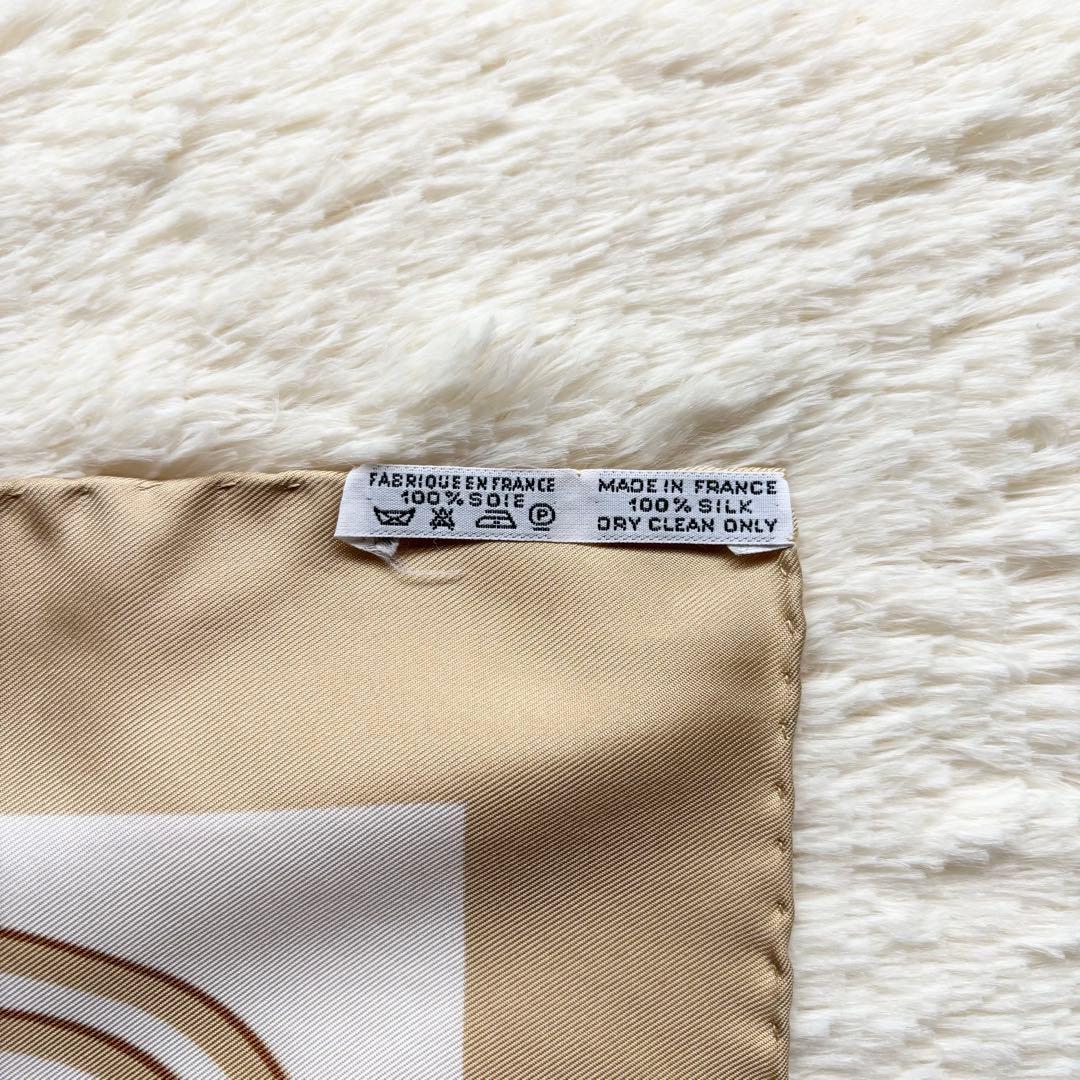 FABRIQUE EN FRANCE
100% SOIE
P
MADE IN FRANCE
100% SILK
DRY CLEAN ONLY